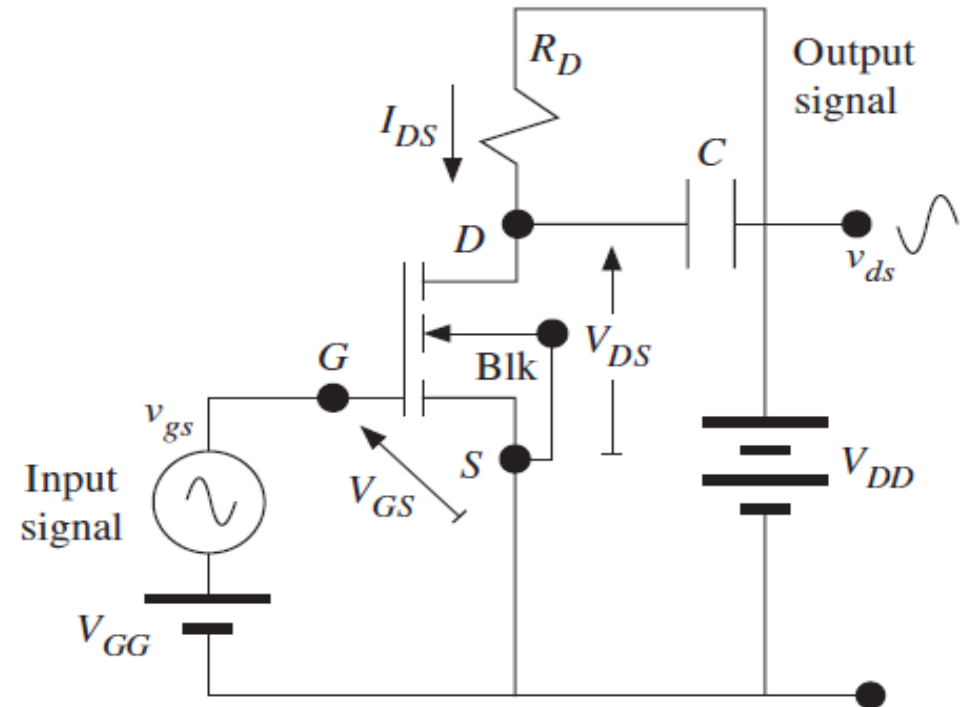 R_D
Output
signal
I_DS
C
D
v_ds
G
Blk
V_DS
v_gs
S
V_DD
Input
signal
V_GS
V_GG